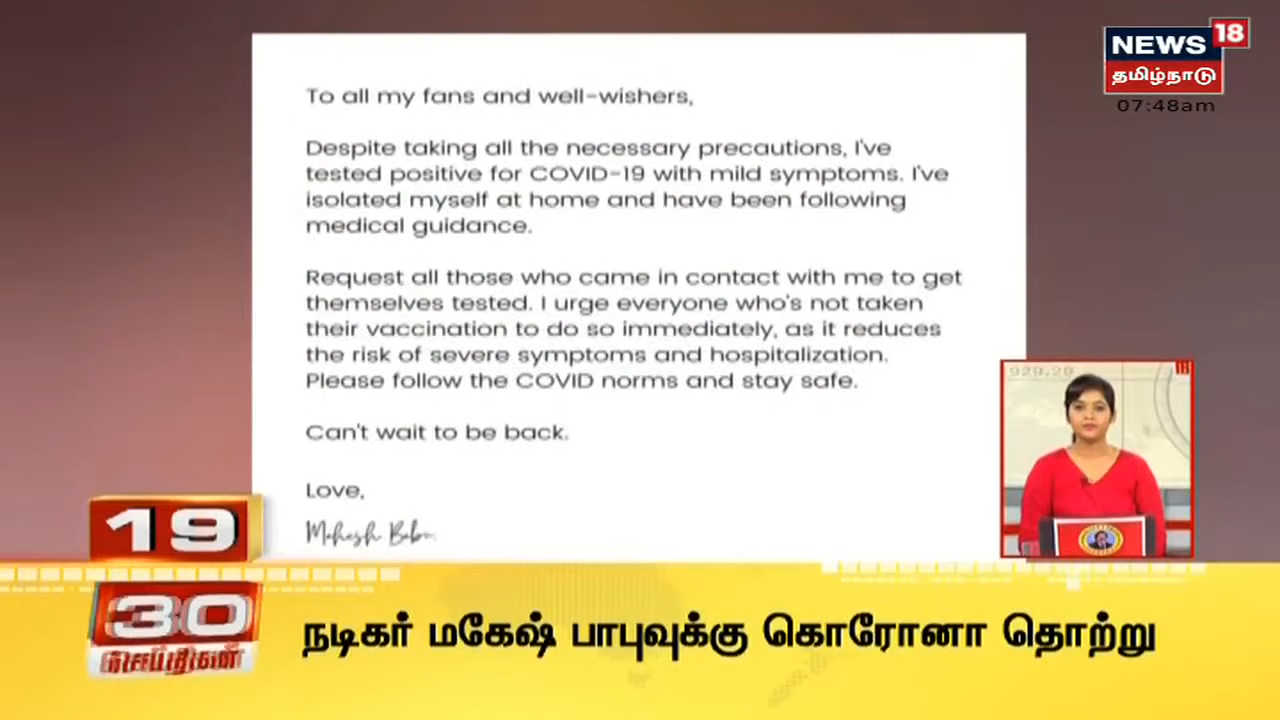 NEWS 18
தமிழ்நாடு
07:48am
To all my fans and well-wishers,
Despite taking all the necessary precautions, I've
tested positive for COVID-19 with mild symptoms. I've
isolated myself at home and have been following
medical guidance.
Request all those who came in contact with me to get
themselves tested. I urge everyone who's not taken
their vaccination to do so immediately, as it reduces
the risk of severe symptoms and hospitalization.
Please follow the COVID norms and stay safe.
Can't wait to be back.
Love,
Mahesh Babu
929.20
18
19
30
செய்திகள்
நடிகர் மகேஷ் பாபுவுக்கு கொரோனா தொற்று